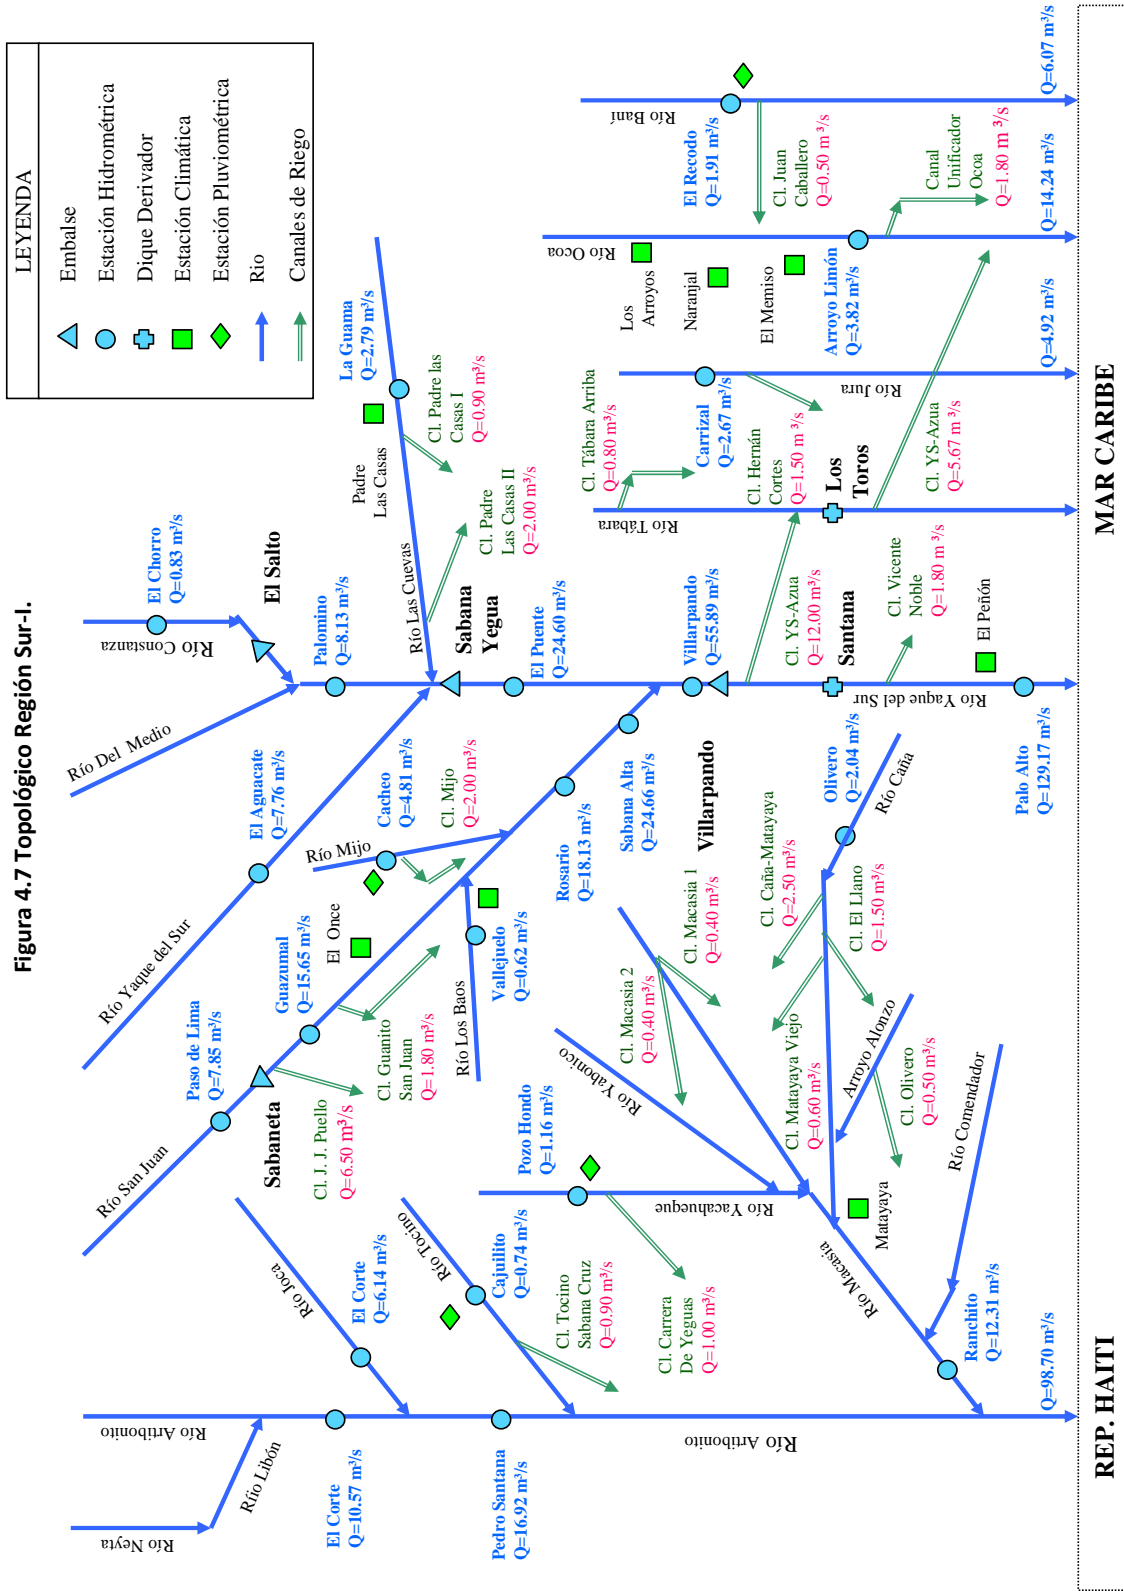 Figura 4.7 Topológico Región Sur-I.
LEYENDA
Embalse
Estación Hidrométrica
Dique Derivador
Estación Climática
Estación Pluviométrica
Rio
Canales de Riego
Río Neyta
Ríio Libón
Río Artibonito
El Corte
Q=10.57 m³/s
Pedro Santana
Q=16.92 m³/s
Río Artibonito
Río Joca
El Corte
Q=6.14 m³/s
Río Tocino
Cajuilito
Q=0.74 m³/s
Cl. Tocino
Sabana Cruz
Q=0.90 m³/s
Pozo Hondo
Q=1.16 m³/s
Río Yacahueque
Cl. Carrera
De Yeguas
Q=1.00 m³/s
Río Yabonico
Río Macasia
Cl. Macasia 2
Q=0.40 m³/s
Cl. Macasia 1
Q=0.40 m³/s
Cl. Caña-Matayaya
Q=2.50 m³/s
Cl. El Llano
Q=1.50 m³/s
Cl. Matayaya Viejo
Q=0.60 m³/s
Arroyo Alonzo
Cl. Olivero
Q=0.50 m³/s
Río Comendador
Matayaya
Ranchito
Q=12.31 m³/s
Q=98.70 m³/s
Olivero
Q=2.04 m³/s
Río Caña
Río San Juan
Paso de Lima
Q=7.85 m³/s
Sabaneta
Cl. J. J. Puello
Q=6.50 m³/s
Guazumal
Q=15.65 m³/s
Cl. Guanito
San Juan
Q=1.80 m³/s
El Once
Río Los Baos
Vallejuelo
Q=0.62 m³/s
Río Mijo
Cacheo
Q=4.81 m³/s
Cl. Mijo
Q=2.00 m³/s
Rosario
Q=18.13 m³/s
Sabana Alta
Q=24.66 m³/s
Villarpando
Río Yaque del Sur
El Aguacate
Q=7.76 m³/s
Río Del Medio
Río Constanza
El Chorro
Q=0.83 m³/s
El Salto
Palomino
Q=8.13 m³/s
Río Las Cuevas
Sabana
Yegua
El Puente
Q=24.60 m³/s
Villarpando
Q=55.89 m³/s
Cl. YS-Azua
Q=12.00 m³/s
Santana
Cl. Vicente
Noble
Q=1.80 m³/s
Río Yaque del Sur
El Peñón
Palo Alto
Q=129.17 m³/s
La Guama
Q=2.79 m³/s
Padre
Las Casas
Cl. Padre las
Casas I
Q=0.90 m³/s
Cl. Padre
Las Casas II
Q=2.00 m³/s
Cl. Tábara Arriba
Q=0.80 m³/s
Río Tábara
Cl. Hernán
Cortes
Q=1.50 m³/s
Los
Toros
Cl. YS-Azua
Q=5.67 m³/s
Carrizal
Q=2.67 m³/s
Río Jura
Q=4.92 m³/s
Río Ocoa
Los
Arroyos
Naranjal
El Memiso
Arroyo Limón
Q=3.82 m³/s
Canal
Unificador
Ocoa
Q=1.80 m³/s
Q=14.24 m³/s
Río Baní
El Recodo
Q=1.91 m³/s
Cl. Juan
Caballero
Q=0.50 m³/s
Q=6.07 m³/s
REP. HAITI
MAR CARIBE